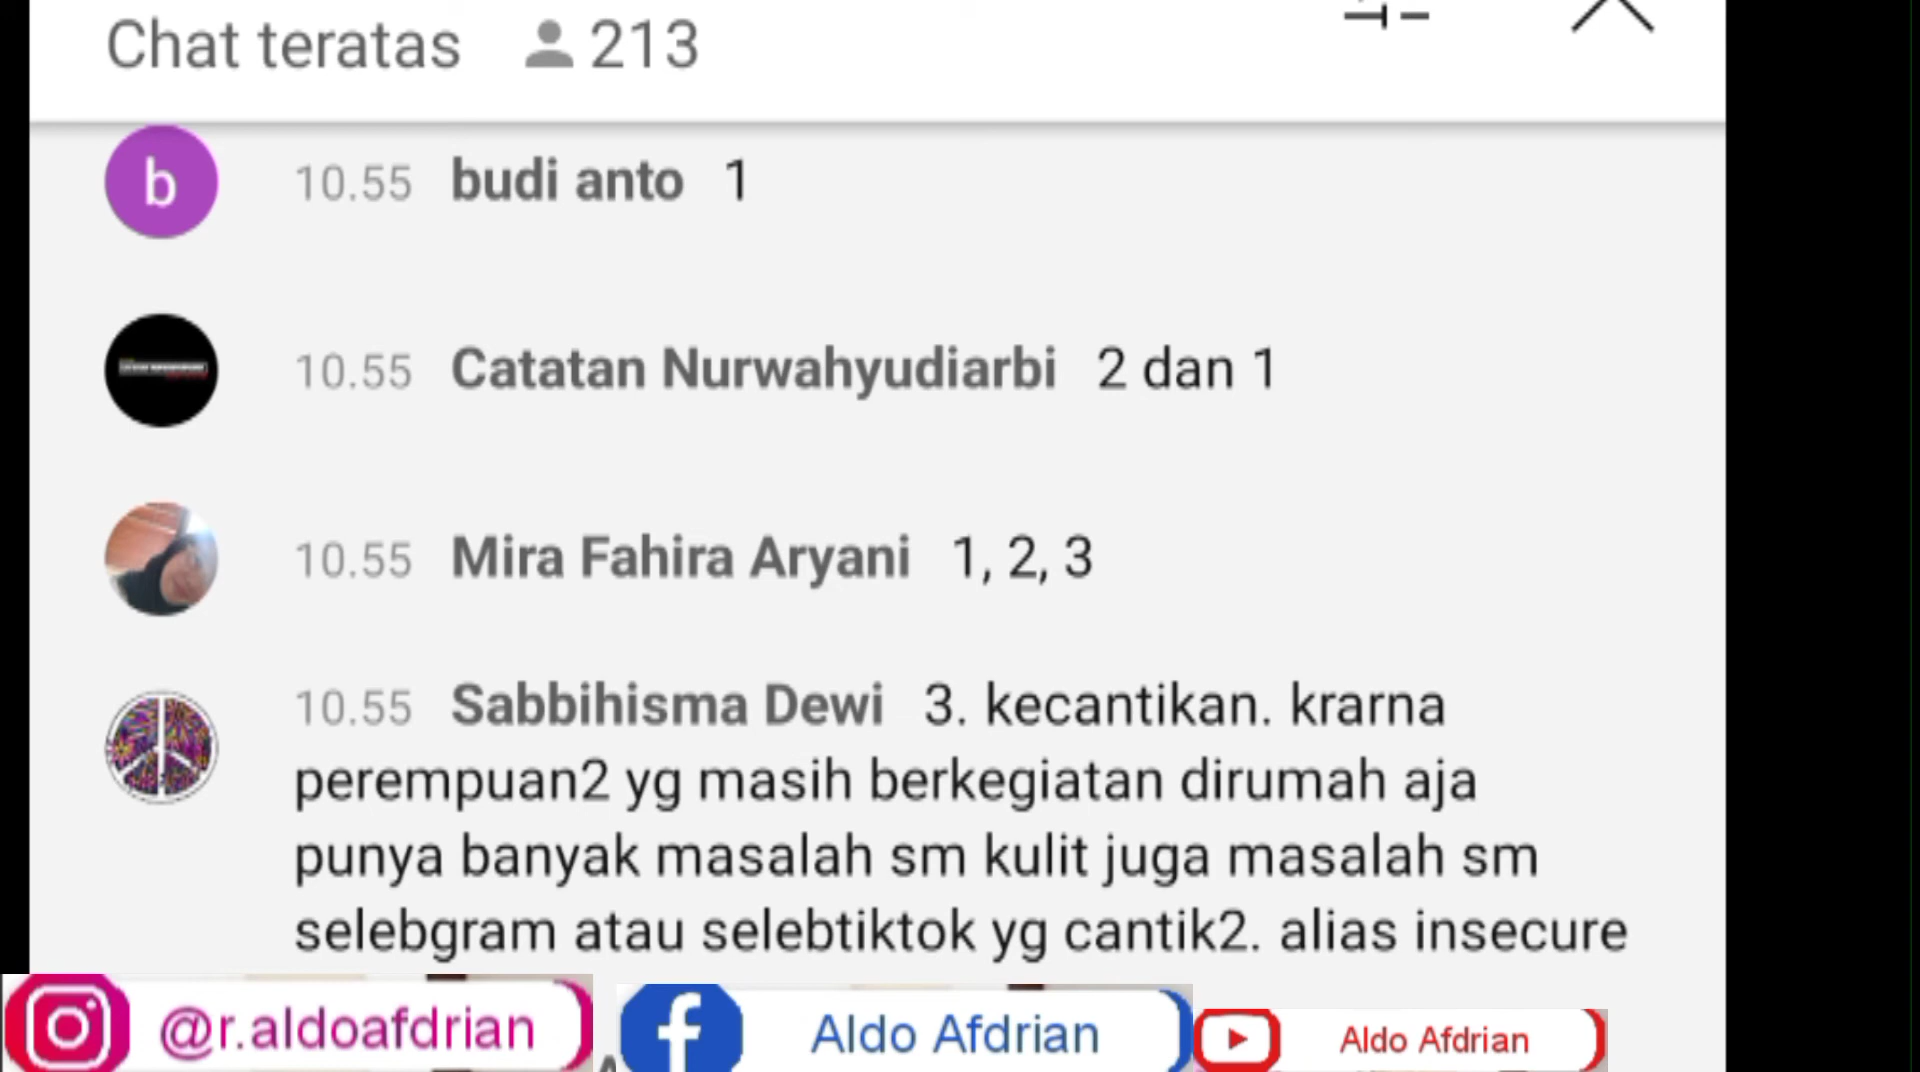 Chat teratas 213
b 10.55 budi anto 1
10.55 Catatan Nurwahyudiarbi 2 dan 1
10.55 Mira Fahira Aryani 1, 2, 3
10.55 Sabbihisma Dewi 3. kecantikan. krarna
perempuan2 yg masih berkegiatan dirumah aja
punya banyak masalah sm kulit juga masalah sm
selebgram atau selebtiktok yg cantik2. alias insecure
@r.aldoafdrian Aldo Afdrian Aldo Afdrian